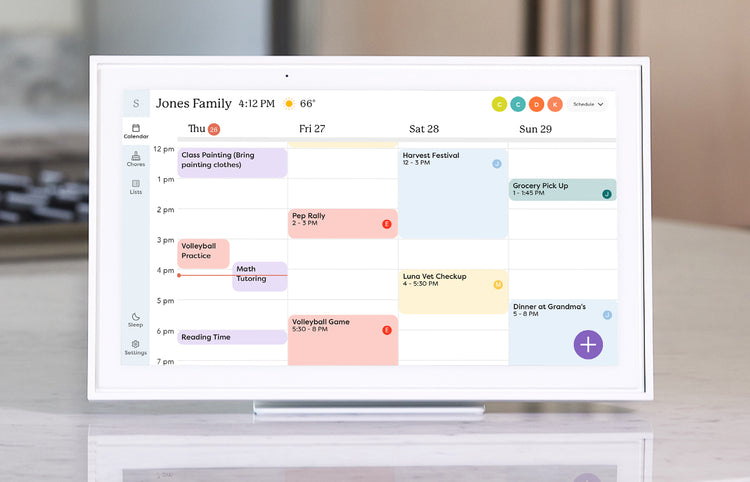 S
Jones Family 4:12 PM 66°
C C D K Schedule
Thu 26 Fri 27 Sat 28 Sun 29
Calendar
Chores
Lists
Sleep
Settings
12 pm
1 pm
2 pm
3 pm
4 pm
5 pm
6 pm
7 pm
Class Painting (Bring
painting clothes)
Volleyball
Practice
Math
Tutoring
Reading Time
Pep Rally
2 - 3 PM
E
Volleyball Game
5:30 - 8 PM
E
Harvest Festival
12 - 3 PM
J
Luna Vet Checkup
4 - 5:30 PM
M
Grocery Pick Up
1 - 1:45 PM
J
Dinner at Grandma's
5 - 8 PM
J